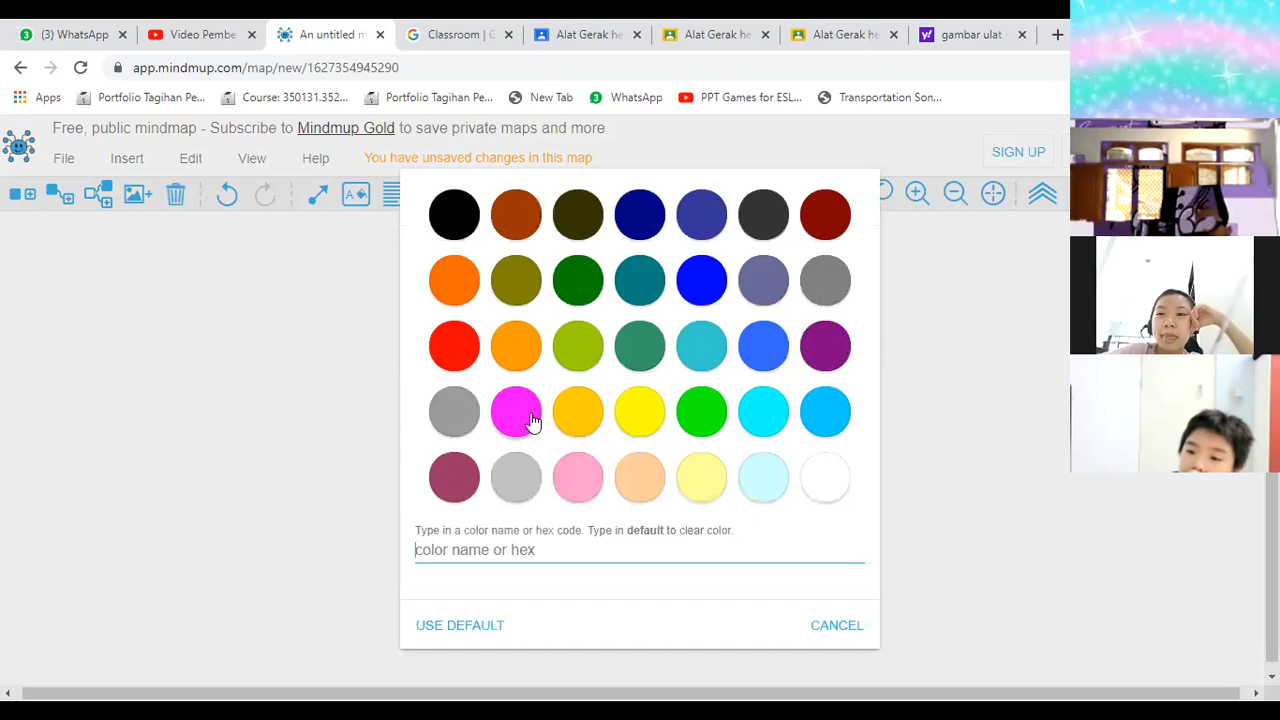 (3) WhatsApp
Video Pembe
An untitled m
Classroom | G
Alat Gerak he
Alat Gerak he
Alat Gerak he
gambar ulat -
app.mindmup.com/map/new/1627354945290
Apps
Portfolio Tagihan Pe...
Course: 350131.352...
Portfolio Tagihan Pe...
New Tab
WhatsApp
PPT Games for ESL...
Transportation Son...
Free, public mindmap - Subscribe to Mindmup Gold to save private maps and more
File
Insert
Edit
View
Help
You have unsaved changes in this map
SIGN UP
Type in a color name or hex code. Type in default to clear color.
color name or hex
USE DEFAULT
CANCEL